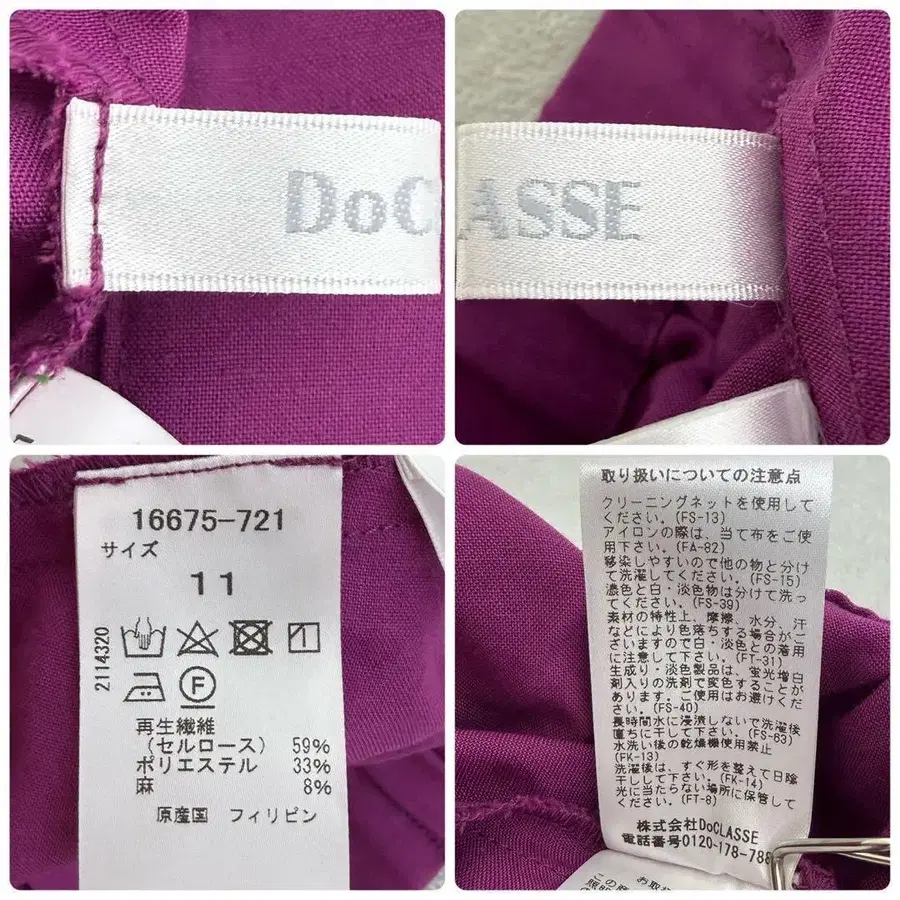 DoC
ASSE
16675-721
サイズ
11
2114320
F
再生繊維
(セルロース) 59%
ポリエステル 33%
麻 8%
原産国 フィリピン
取り扱いについての注意点
クリーニングネットを使用して
ください。(FS-13)
アイロンの際は、当て布をご使
用下さい。(FA-82)
移染しやすいので他の物と分け
て洗濯してください。(FS-15)
濃色と白・淡色物は分けて洗っ
てください。(FS-39)
素材の特性上、摩擦、水分、汗
などにより色落ちする場合がご
ざいますので白・淡色との着用
に注意して下さい。(FT-31)
生成り・淡色製品は、蛍光増白
剤入りの洗剤で変色することが
あります。ご使用はお避けくだ
さい。(FS-40)
長時間水に浸漬しないで洗濯後
直ちに干して下さい。(FS-63)
水洗い後の乾燥機使用禁止
(FK-13)
洗濯後は、すぐ形を整えて日陰
干しして下さい。(FK-14)
光に当たらない場所に保管して
ください。(FT-8)
株式会社DoCLASSE
電話番号0120-178-788